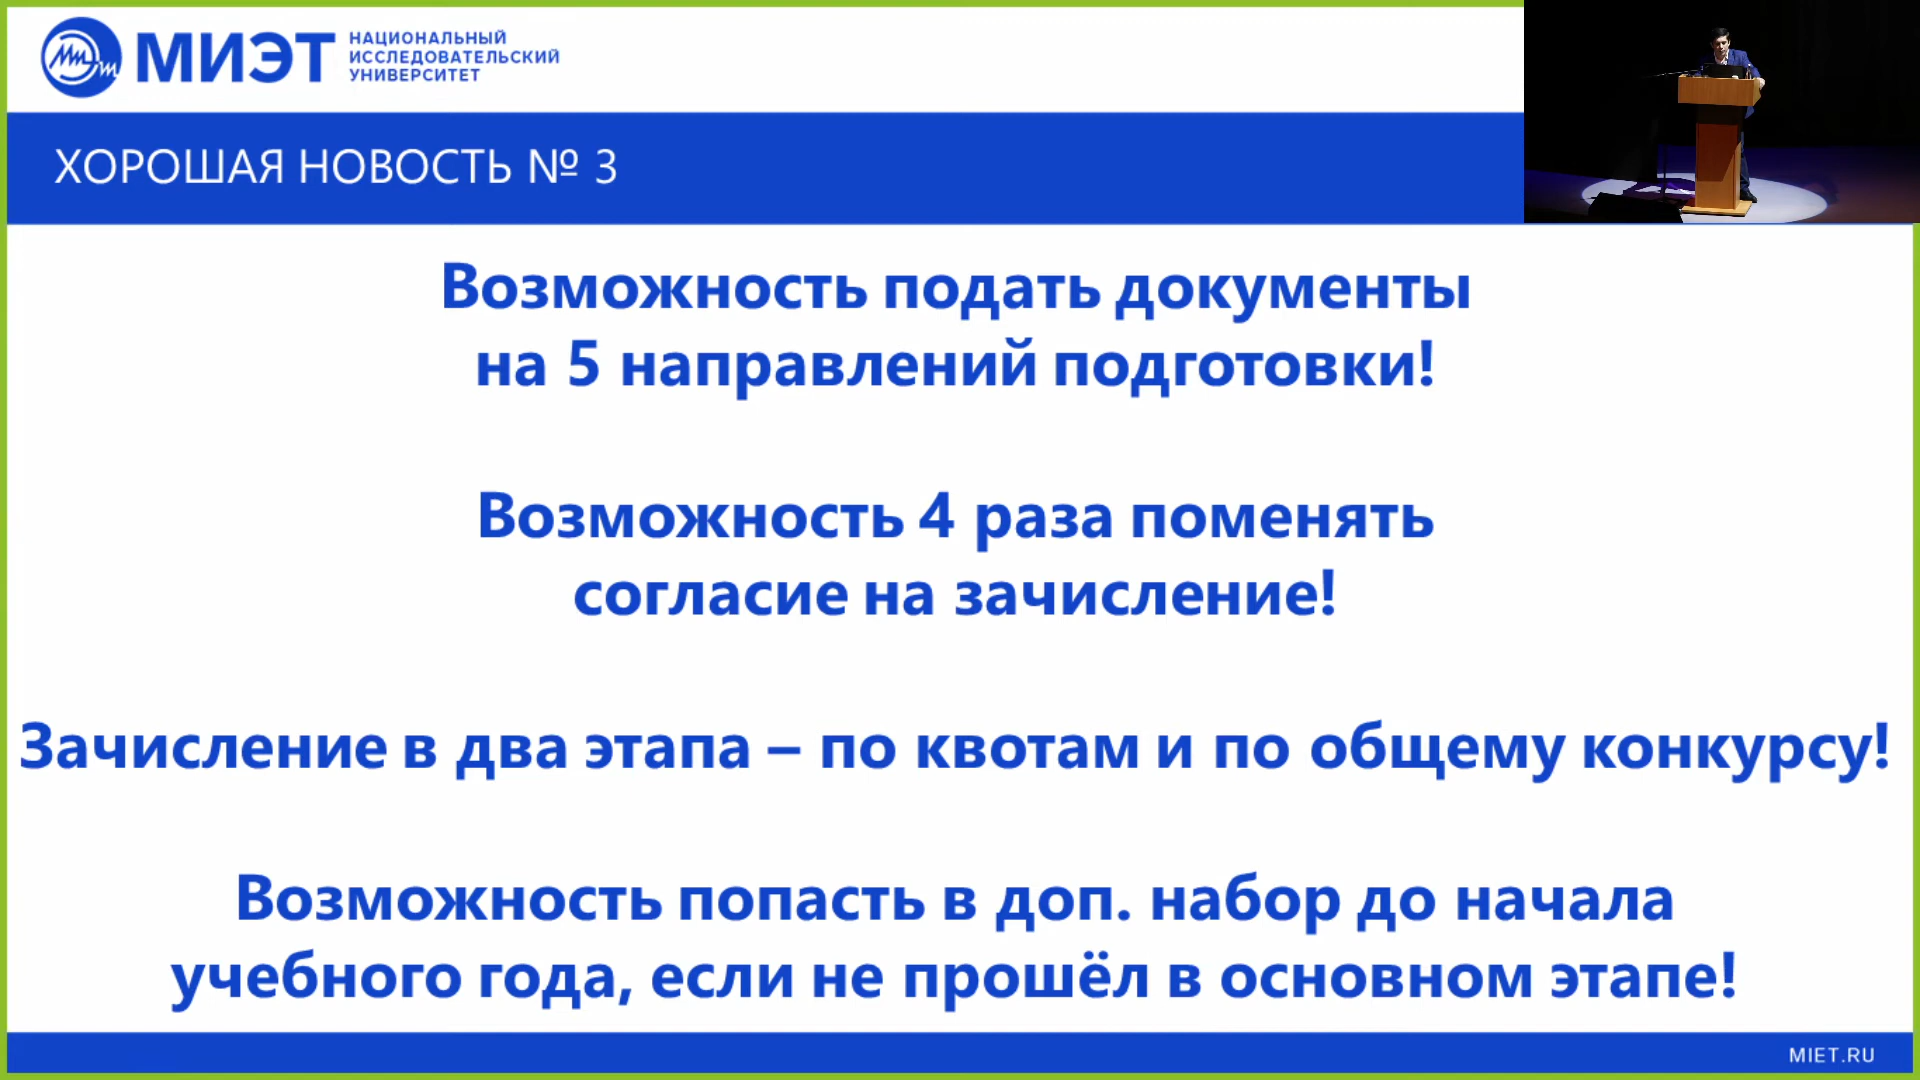 МИЭТ
НАЦИОНАЛЬНЫЙ
ИССЛЕДОВАТЕЛЬСКИЙ
УНИВЕРСИТЕТ
ХОРОШАЯ НОВОСТЬ № 3
Возможность подать документы
на 5 направлений подготовки!
Возможность 4 раза поменять
согласие на зачисление!
Зачисление в два этапа – по квотам и по общему конкурсу!
Возможность попасть в доп. набор до начала
учебного года, если не прошёл в основном этапе!
MIET.RU